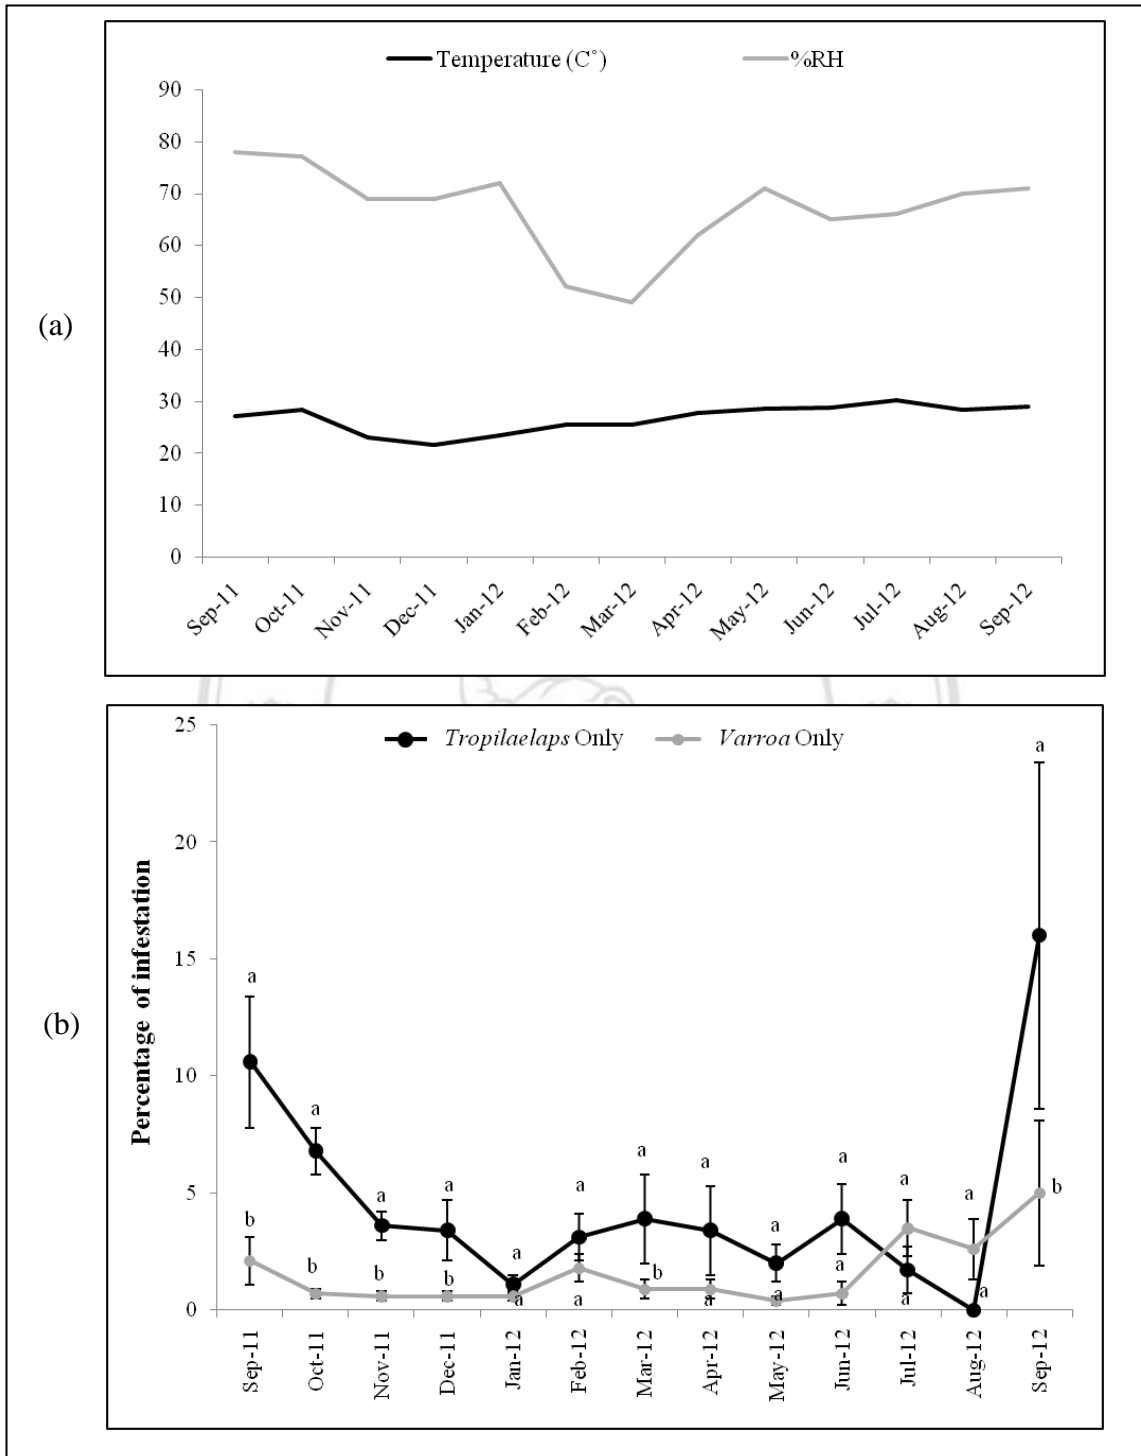 Temperature (C˚) %RH
90
80
70
60
50
40
30
20
10
0
(a)
Sep-11 Oct-11 Nov-11 Dec-11 Jan-12 Feb-12 Mar-12 Apr-12 May-12 Jun-12 Jul-12 Aug-12 Sep-12
Tropilaelaps Only Varroa Only
Percentage of infestation
25
20
15
10
5
0
(b)
a a a a a a a a a a a a a
b b b b a a b a a a a a b
Sep-11 Oct-11 Nov-11 Dec-11 Jan-12 Feb-12 Mar-12 Apr-12 May-12 Jun-12 Jul-12 Aug-12 Sep-12